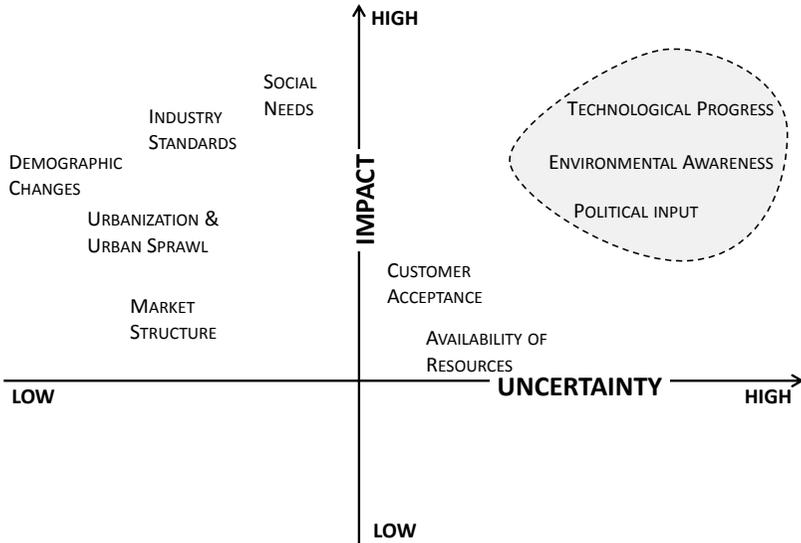 HIGH
SOCIAL
NEEDS
INDUSTRY
STANDARDS
TECHNOLOGICAL PROGRESS
DEMOGRAPHIC
CHANGES
ENVIRONMENTAL AWARENESS
IMPACT
URBANIZATION &
URBAN SPRAWL
POLITICAL INPUT
CUSTOMER
ACCEPTANCE
MARKET
STRUCTURE
AVAILABILITY OF
RESOURCES
LOW
UNCERTAINTY
HIGH
LOW